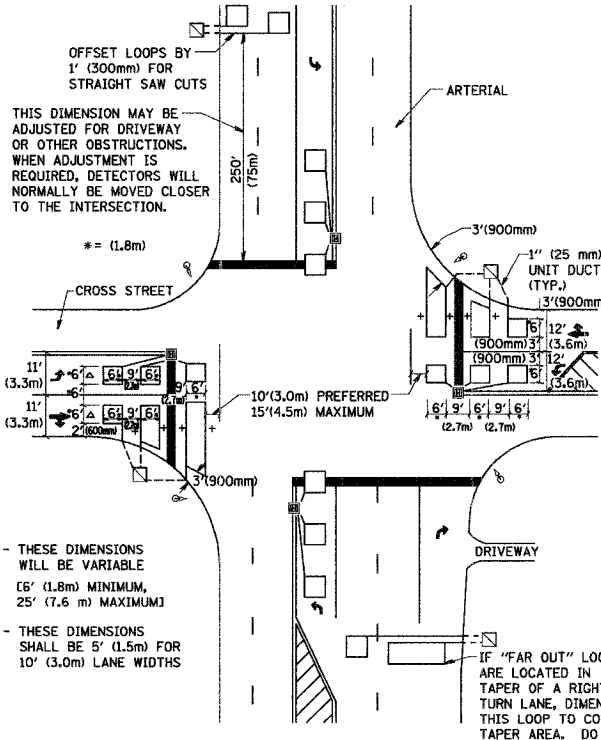 OFFSET LOOPS BY
1' (300mm) FOR
STRAIGHT SAW CUTS
THIS DIMENSION MAY BE
ADJUSTED FOR DRIVEWAY
OR OTHER OBSTRUCTIONS.
WHEN ADJUSTMENT IS
REQUIRED, DETECTORS WILL
NORMALLY BE MOVED CLOSER
TO THE INTERSECTION.
250'
(75m)
ARTERIAL
* = (1.8m)
3'(900mm)
1" (25 mm)
UNIT DUCT
(TYP.)
CROSS STREET
3'(900mm
*6'
12'
(3.6m)
(900mm) 3'
(900mm) 3'
12'
(3.6m)
6' 9' 6' 9' 6'
(2.7m) (2.7m)
11'
(3.3m)
*6'
6' 9' 6'
*6'
9' 6'
(2.7m)
11'
(3.3m)
*6'
6' 9' 6'
2' (600mm)
10'(3.0m) PREFERRED
15'(4.5m) MAXIMUM
3'(900mm)
- THESE DIMENSIONS
WILL BE VARIABLE
[6' (1.8m) MINIMUM,
25' (7.6 m) MAXIMUM]
- THESE DIMENSIONS
SHALL BE 5' (1.5m) FOR
10' (3.0m) LANE WIDTHS
DRIVEWAY
IF "FAR OUT" LOO
ARE LOCATED IN
TAPER OF A RIGHT
TURN LANE, DIMEN
THIS LOOP TO CO
TAPER AREA. DO